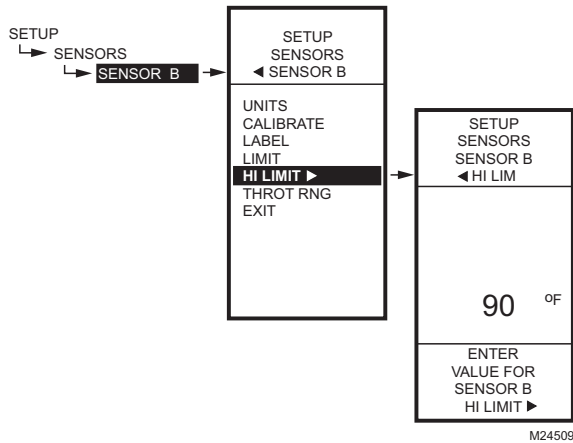 SETUP
SENSORS
SENSOR B
SETUP
SENSORS
◀ SENSOR B
UNITS
CALIBRATE
LABEL
LIMIT
HI LIMIT ▶
THROT RNG
EXIT
SETUP
SENSORS
SENSOR B
◀ HI LIM
90 °F
ENTER
VALUE FOR
SENSOR B
HI LIMIT ▶
M24509